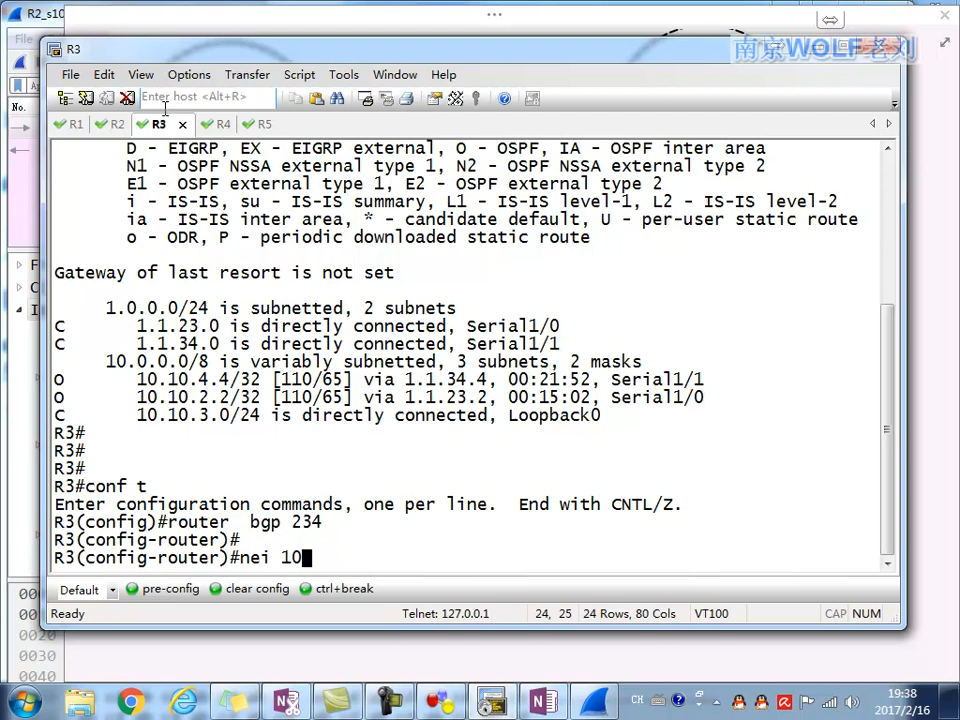 R2_s10
南京WOLF老刘
R3
File
File Edit View Options Transfer Script Tools Window Help
No.
Enter host <Alt+R>
R1 R2 R3 R4 R5
D - EIGRP, EX - EIGRP external, O - OSPF, IA - OSPF inter area
N1 - OSPF NSSA external type 1, N2 - OSPF NSSA external type 2
E1 - OSPF external type 1, E2 - OSPF external type 2
i - IS-IS, su - IS-IS summary, L1 - IS-IS level-1, L2 - IS-IS level-2
ia - IS-IS inter area, * - candidate default, U - per-user static route
o - ODR, P - periodic downloaded static route
Gateway of last resort is not set
1.0.0.0/24 is subnetted, 2 subnets
C 1.1.23.0 is directly connected, Serial1/0
C 1.1.34.0 is directly connected, Serial1/1
10.0.0.0/8 is variably subnetted, 3 subnets, 2 masks
O 10.10.4.4/32 [110/65] via 1.1.34.4, 00:21:52, Serial1/1
O 10.10.2.2/32 [110/65] via 1.1.23.2, 00:15:02, Serial1/0
C 10.10.3.0/24 is directly connected, Loopback0
R3#
R3#
R3#
R3#conf t
Enter configuration commands, one per line.  End with CNTL/Z.
R3(config)#router  bgp 234
R3(config-router)#
R3(config-router)#nei 10
Default pre-config clear config ctrl+break
Ready Telnet: 127.0.0.1 24, 25 24 Rows, 80 Cols VT100 CAP NUM
0020
0030
0040
CH
19:38
2017/2/16